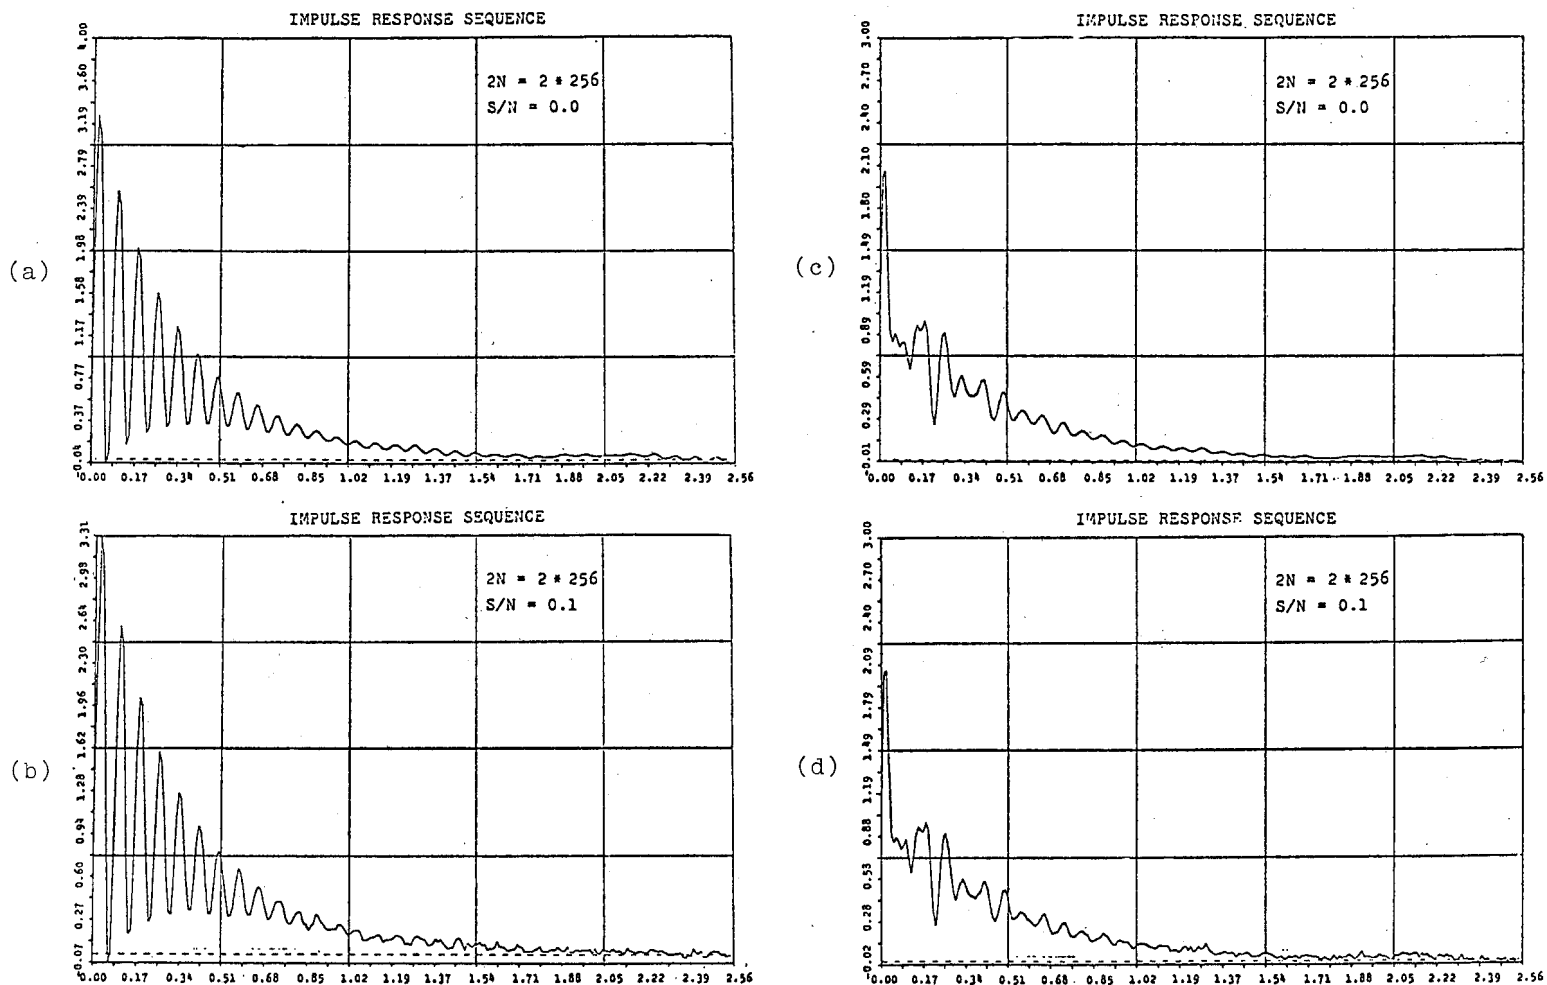 IMPULSE RESPONSE SEQUENCE
(a)
4.00
3.60
3.19
2.79
2.39
1.98
1.58
1.17
0.77
0.37
-0.04
2N = 2 * 256
S/N = 0.0
0.00 0.17 0.34 0.51 0.68 0.85 1.02 1.19 1.37 1.54 1.71 1.88 2.05 2.22 2.39 2.56
IMPULSE RESPONSE SEQUENCE
(c)
3.00
2.70
2.40
2.10
1.80
1.49
1.19
0.89
0.59
0.29
-0.01
2N = 2 * 256
S/N = 0.0
0.00 0.17 0.34 0.51 0.68 0.85 1.02 1.19 1.37 1.54 1.71 1.88 2.05 2.22 2.39 2.56
IMPULSE RESPONSE SEQUENCE
(b)
3.31
2.98
2.64
2.30
1.96
1.62
1.28
0.94
0.60
0.27
-0.07
2N = 2 * 256
S/N = 0.1
0.00 0.17 0.34 0.51 0.68 0.85 1.02 1.19 1.37 1.54 1.71 1.88 2.05 2.22 2.39 2.56
IMPULSE RESPONSE SEQUENCE
(d)
3.00
2.70
2.40
2.09
1.79
1.49
1.19
0.88
0.28
-0.02
2N = 2 * 256
S/N = 0.1
0.00 0.17 0.34 0.51 0.68 0.85 1.02 1.19 1.37 1.54 1.71 1.88 2.05 2.22 2.39 2.56